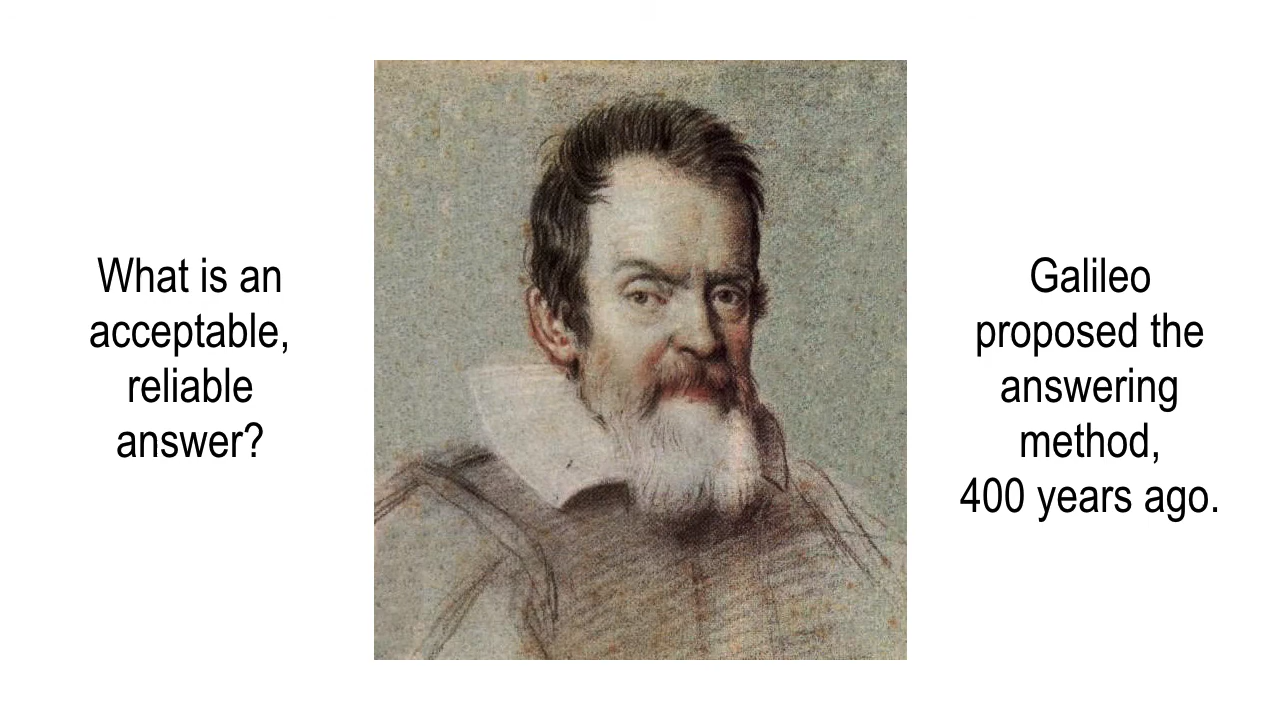 What is an
acceptable,
reliable
answer?
Galileo
proposed the
answering
method,
400 years ago.